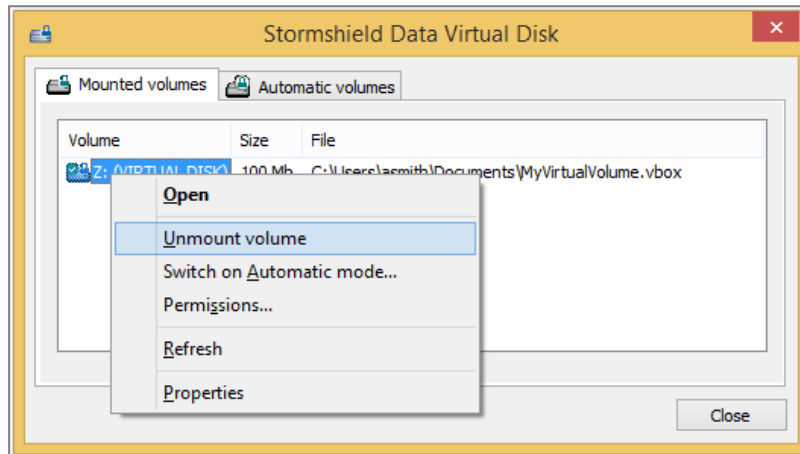 Stormshield Data Virtual Disk
Mounted volumes Automatic volumes
Volume Size File
Z: (VIRTUAL DISK) 100 Mb C:\Users\asmith\Documents\MyVirtualVolume.vbox
Open
Unmount volume
Switch on Automatic mode...
Permissions...
Refresh
Properties
Close